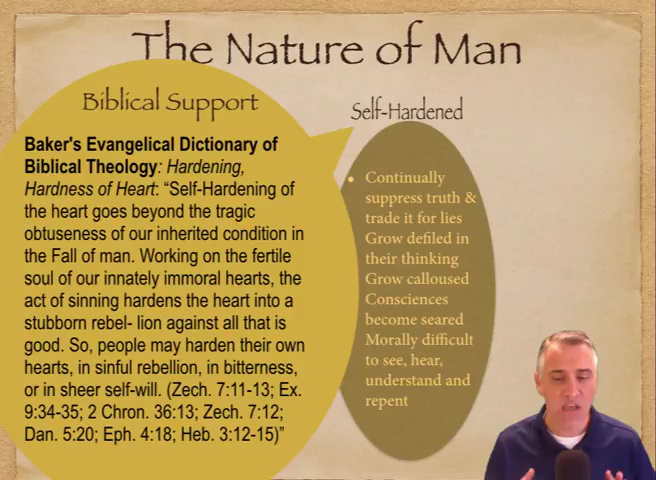 The Nature of Man
Biblical Support
Baker's Evangelical Dictionary of
Biblical Theology: Hardening,
Hardness of Heart: “Self-Hardening of
the heart goes beyond the tragic
obtuseness of our inherited condition in
the Fall of man. Working on the fertile
soul of our innately immoral hearts, the
act of sinning hardens the heart into a
stubborn rebel- lion against all that is
good. So, people may harden their own
hearts, in sinful rebellion, in bitterness,
or in sheer self-will. (Zech. 7:11-13; Ex.
9:34-35; 2 Chron. 36:13; Zech. 7:12;
Dan. 5:20; Eph. 4:18; Heb. 3:12-15)”
Self-Hardened
• Continually
suppress truth &
trade it for lies
Grow defiled in
their thinking
Grow calloused
Consciences
become seared
Morally difficult
to see, hear,
understand and
repent